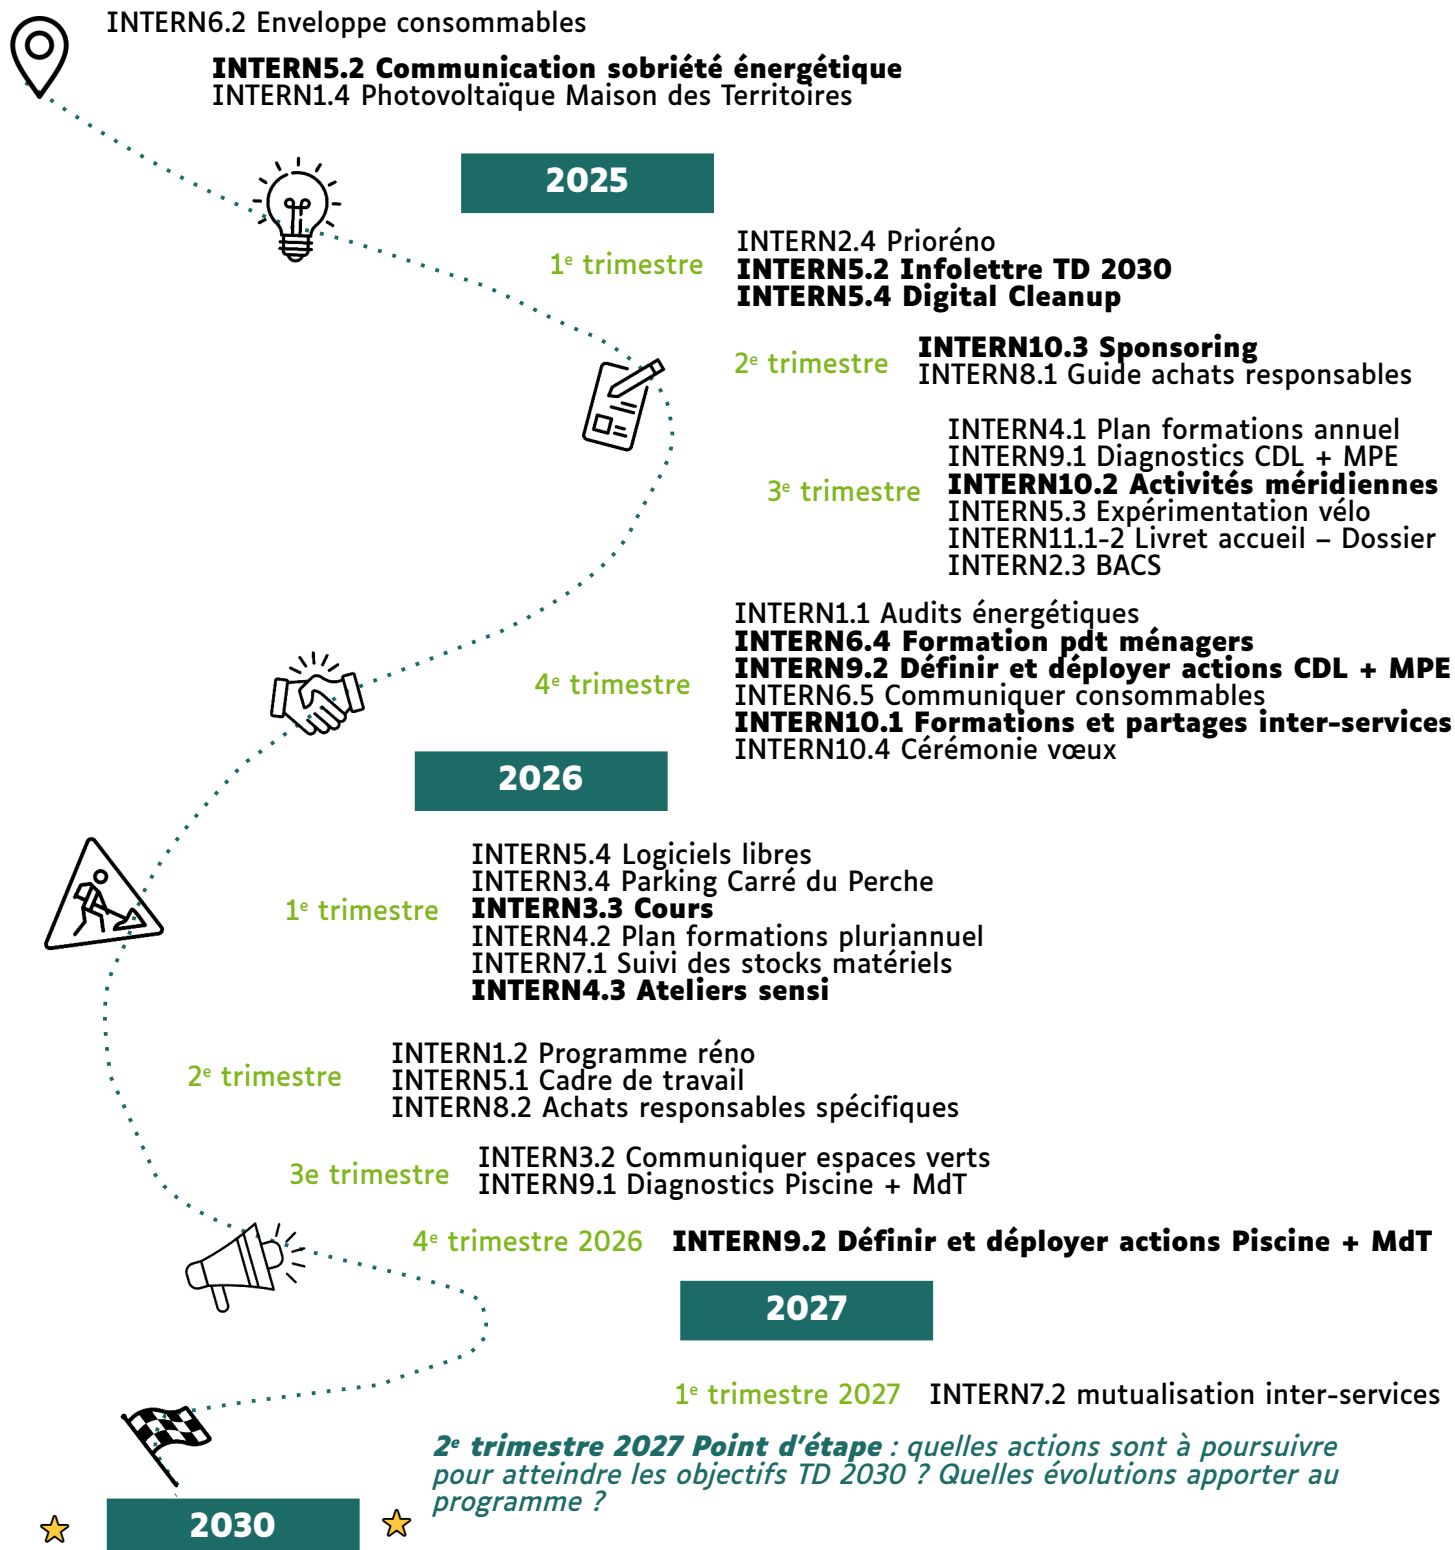 INTERN6.2 Enveloppe consommables
INTERN5.2 Communication sobriété énergétique
INTERN1.4 Photovoltaïque Maison des Territoires
2025
1e trimestre
INTERN2.4 Prioréno
INTERN5.2 Infolettre TD 2030
INTERN5.4 Digital Cleanup
2e trimestre
INTERN10.3 Sponsoring
INTERN8.1 Guide achats responsables
3e trimestre
INTERN4.1 Plan formations annuel
INTERN9.1 Diagnostics CDL + MPE
INTERN10.2 Activités méridiennes
INTERN5.3 Expérimentation vélo
INTERN11.1-2 Livret accueil – Dossier
INTERN2.3 BACS
4e trimestre
INTERN1.1 Audits énergétiques
INTERN6.4 Formation pdt ménagers
INTERN9.2 Définir et déployer actions CDL + MPE
INTERN6.5 Communiquer consommables
INTERN10.1 Formations et partages inter-services
INTERN10.4 Cérémonie vœux
2026
1e trimestre
INTERN5.4 Logiciels libres
INTERN3.4 Parking Carré du Perche
INTERN3.3 Cours
INTERN4.2 Plan formations pluriannuel
INTERN7.1 Suivi des stocks matériels
INTERN4.3 Ateliers sensi
2e trimestre
INTERN1.2 Programme réno
INTERN5.1 Cadre de travail
INTERN8.2 Achats responsables spécifiques
3e trimestre
INTERN3.2 Communiquer espaces verts
INTERN9.1 Diagnostics Piscine + MdT
4e trimestre 2026
INTERN9.2 Définir et déployer actions Piscine + MdT
2027
1e trimestre 2027
INTERN7.2 mutualisation inter-services
2e trimestre 2027 Point d'étape : quelles actions sont à poursuivre
pour atteindre les objectifs TD 2030 ? Quelles évolutions apporter au
programme ?
2030